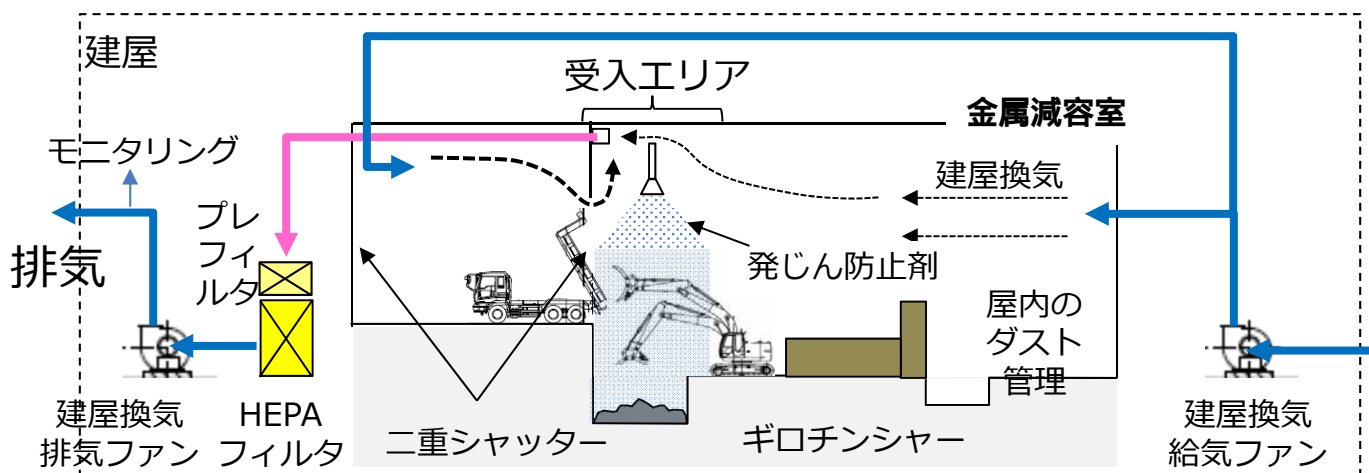 建屋
受入エリア
金属減容室
モニタリング
建屋換気
プレ
フィ
ルタ
排気
発じん防止剤
屋内の
ダスト
管理
建屋換気
排気ファン
HEPA
フィルタ
二重シャッター
ギロチンシャー
建屋換気
給気ファン